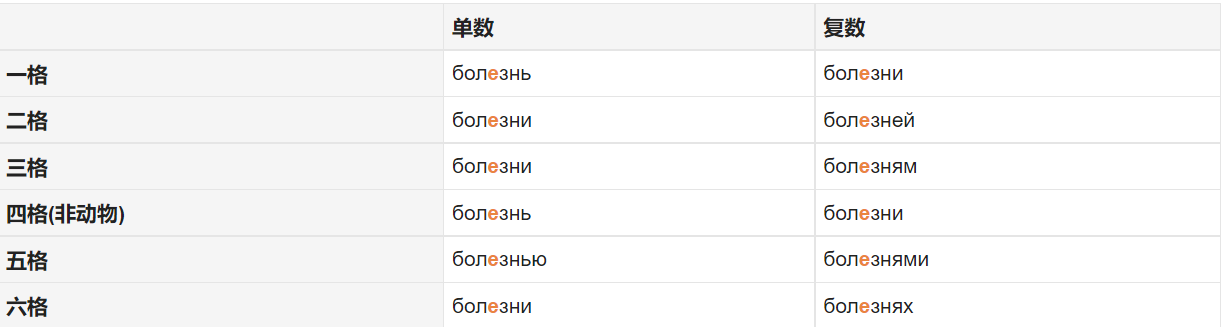 单数 复数
一格 болезнь болезни
二格 болезни болезней
三格 болезни болезням
四格(非动物) болезнь болезни
五格 болезнью болезнями
六格 болезни болезнях